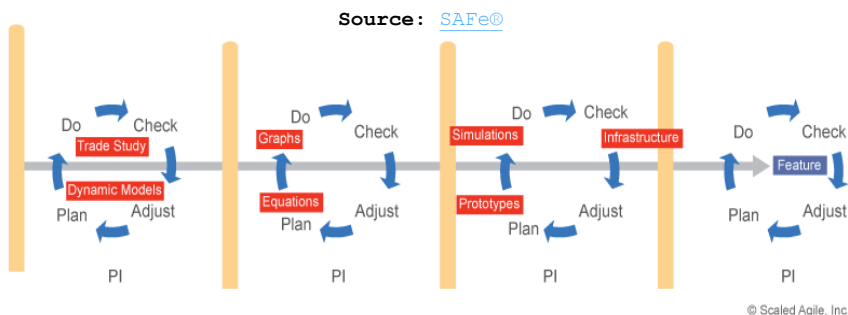 Source: SAFe®
Do Check
Trade Study
Dynamic Models
Plan Adjust
PI
Do Check
Graphs
Equations
Plan Adjust
PI
Do Check
Simulations
Infrastructure
Prototypes
Plan Adjust
PI
Do Check
Feature
Plan Adjust
PI
© Scaled Agile, Inc.